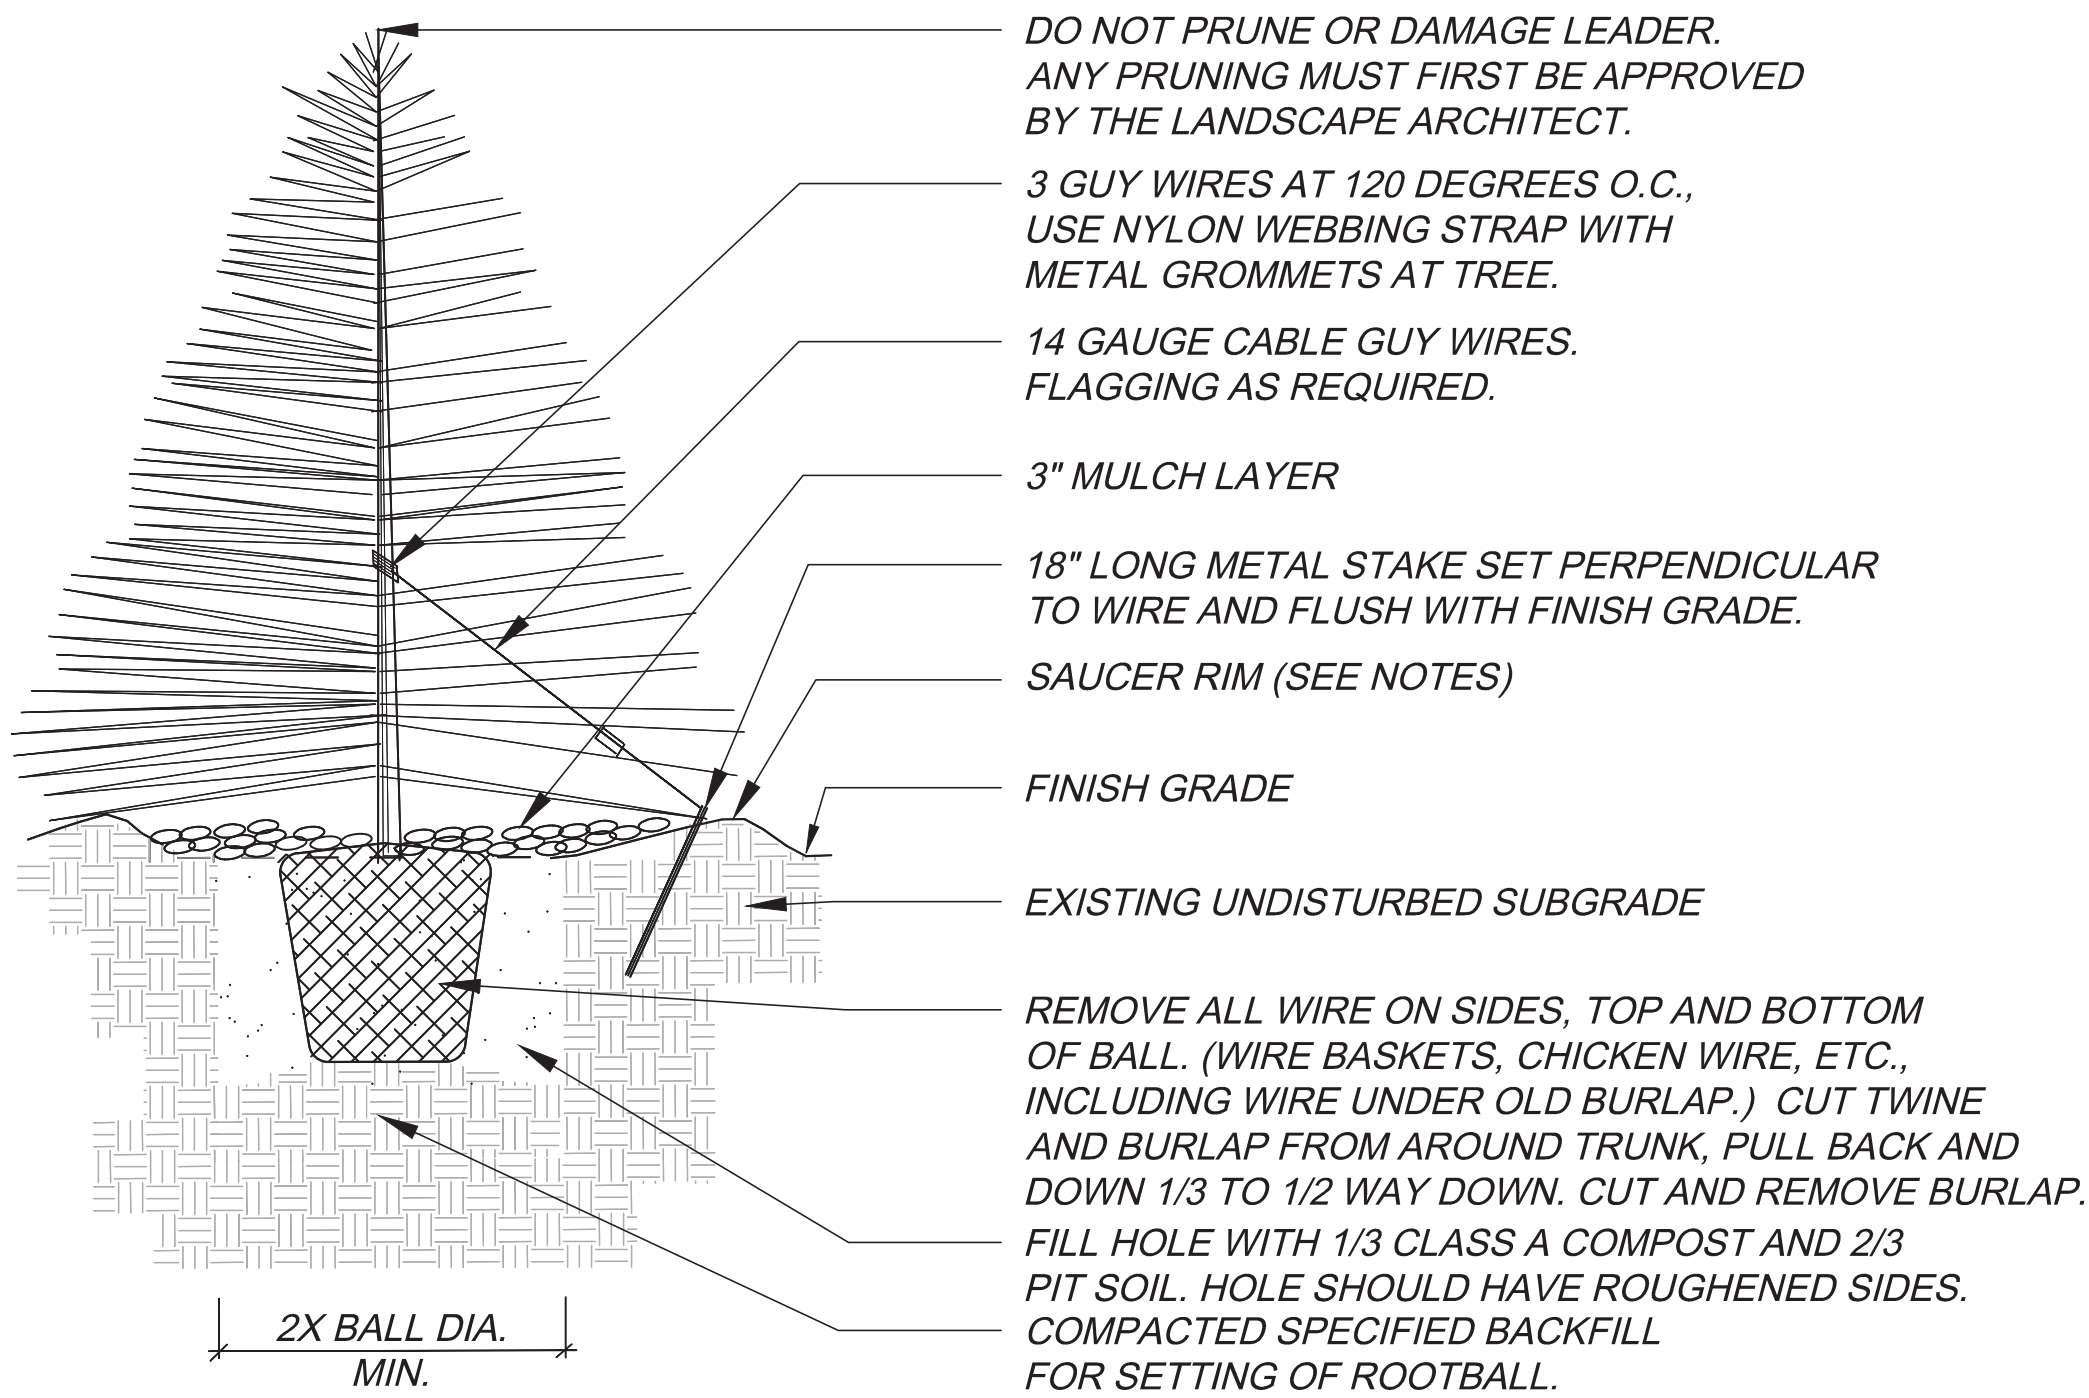 DO NOT PRUNE OR DAMAGE LEADER.
ANY PRUNING MUST FIRST BE APPROVED
BY THE LANDSCAPE ARCHITECT.
3 GUY WIRES AT 120 DEGREES O.C.,
USE NYLON WEBBING STRAP WITH
METAL GROMMETS AT TREE.
14 GAUGE CABLE GUY WIRES.
FLAGGING AS REQUIRED.
3" MULCH LAYER
18" LONG METAL STAKE SET PERPENDICULAR
TO WIRE AND FLUSH WITH FINISH GRADE.
SAUCER RIM (SEE NOTES)
FINISH GRADE
EXISTING UNDISTURBED SUBGRADE
REMOVE ALL WIRE ON SIDES, TOP AND BOTTOM
OF BALL. (WIRE BASKETS, CHICKEN WIRE, ETC.,
INCLUDING WIRE UNDER OLD BURLAP.) CUT TWINE
AND BURLAP FROM AROUND TRUNK, PULL BACK AND
DOWN 1/3 TO 1/2 WAY DOWN. CUT AND REMOVE BURLAP.
FILL HOLE WITH 1/3 CLASS A COMPOST AND 2/3
PIT SOIL. HOLE SHOULD HAVE ROUGHENED SIDES.
COMPACTED SPECIFIED BACKFILL
FOR SETTING OF ROOTBALL.
2X BALL DIA.
MIN.